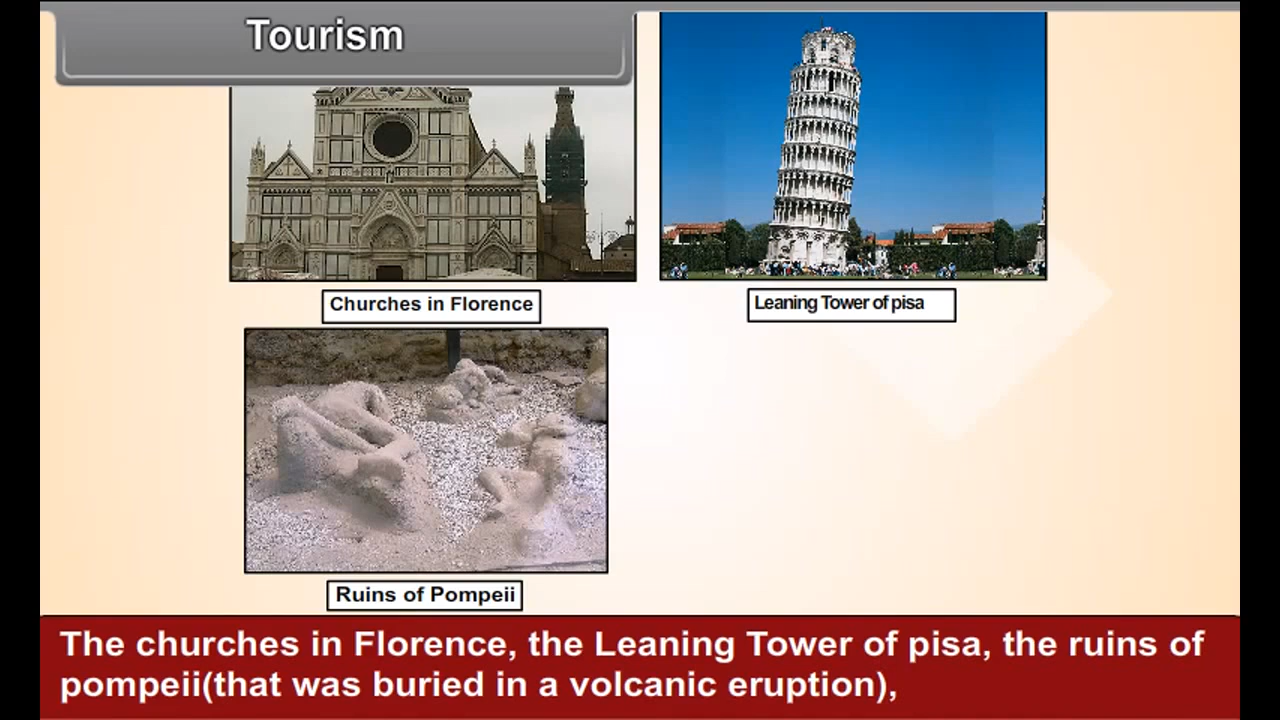 Tourism
Churches in Florence
Leaning Tower of pisa
Ruins of Pompeii
The churches in Florence, the Leaning Tower of pisa, the ruins of
pompeii(that was buried in a volcanic eruption),